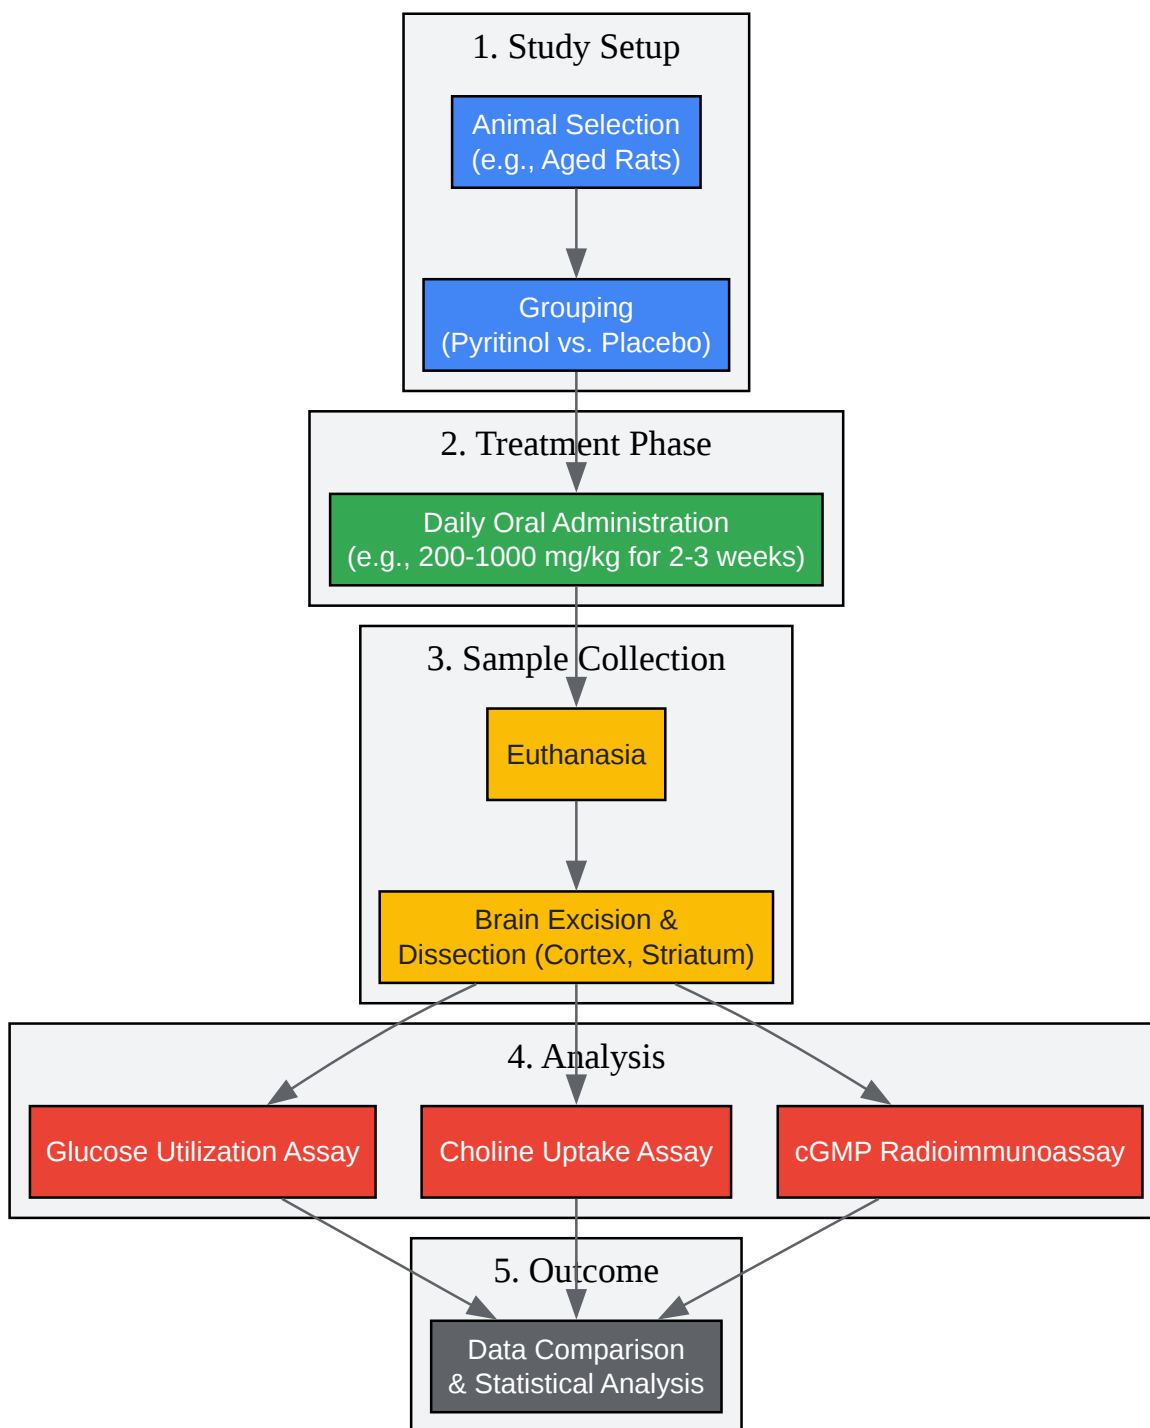 1. Study Setup
Animal Selection
(e.g., Aged Rats)
Grouping
(Pyritinol vs. Placebo)
2. Treatment Phase
Daily Oral Administration
(e.g., 200-1000 mg/kg for 2-3 weeks)
3. Sample Collection
Euthanasia
Brain Excision &
Dissection (Cortex, Striatum)
4. Analysis
Glucose Utilization Assay
Choline Uptake Assay
cGMP Radioimmunoassay
5. Outcome
Data Comparison
& Statistical Analysis